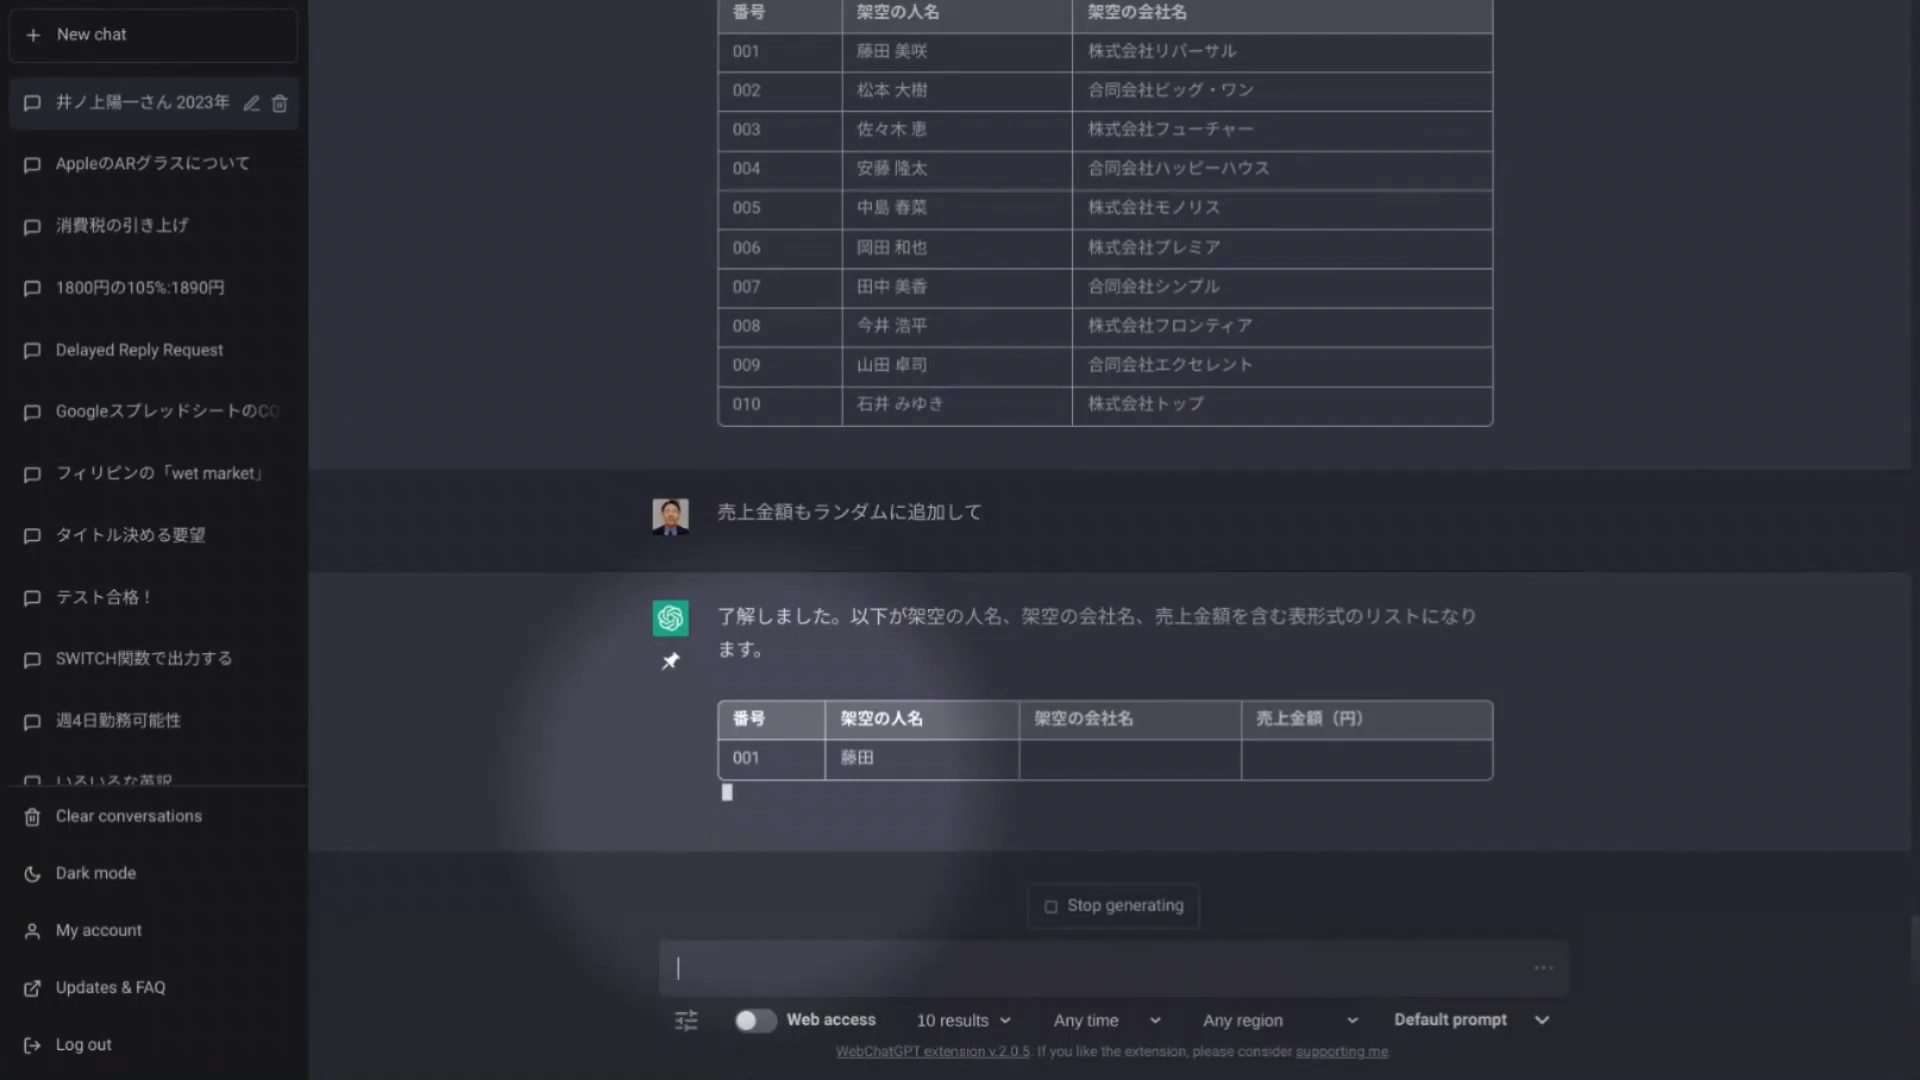 New chat
井ノ上陽一さん 2023年
AppleのARグラスについて
消費税の引き上げ
1800円の105%:1890円
Delayed Reply Request
GoogleスプレッドシートのCO
フィリピンの「wet market」
タイトル決める要望
テスト合格！
SWITCH関数で出力する
週4日勤務可能性
いろいろな英訳
Clear conversations
Dark mode
My account
Updates & FAQ
Log out
番号 架空の人名 架空の会社名
001 藤田 美咲 株式会社リバーサル
002 松本 大樹 合同会社ビッグ・ワン
003 佐々木 恵 株式会社フューチャー
004 安藤 隆太 合同会社ハッピーハウス
005 中島 春菜 株式会社モノリス
006 岡田 和也 株式会社プレミア
007 田中 美香 合同会社シンプル
008 今井 浩平 株式会社フロンティア
009 山田 卓司 合同会社エクセレント
010 石井 みゆき 株式会社トップ
売上金額もランダムに追加して
了解しました。以下が架空の人名、架空の会社名、売上金額を含む表形式のリストになり
ます。
番号 架空の人名 架空の会社名 売上金額（円）
001 藤田
Stop generating
Web access 10 results Any time Any region Default prompt
WebChatGPT extension v.2.0.5. If you like the extension, please consider supporting me.